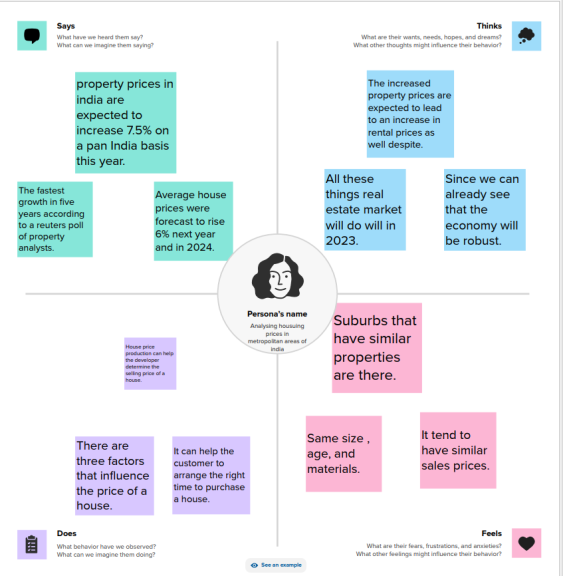 Says
What have we heard them say?
What can we imagine them saying?
Thinks
What are their wants, needs, hopes, and dreams?
What other thoughts might influence their behavior?
property prices in
india are
expected to
increase 7.5% on
a pan India basis
this year.
The fastest
growth in five
years according
to a reuters poll
of property
analysts.
Average house
prices were
forecast to rise
6% next year
and in 2024.
The increased
property prices are
expected to lead
to an increase in
rental prices as
well despite.
All these
things real
estate market
will do will in
2023.
Since we can
already see
that the
economy will
be robust.
Persona's name
Analysing housuing
prices in
metropolitan areas of
india
House price
production can help
the developer
determine the
selling price of a
house.
There are
three factors
that influence
the price of a
house.
It can help the
customer to
arrange the right
time to purchase
a house.
Suburbs that
have similar
properties
are there.
Same size ,
age, and
materials.
It tend to
have similar
sales prices.
Does
What behavior have we observed?
What can we imagine them doing?
Feels
What are their fears, frustrations, and anxieties?
What other feelings might influence their behavior?
See an example